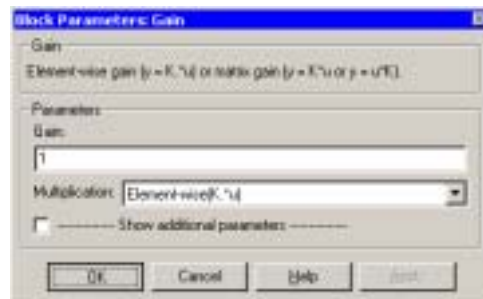 Block Parameters: Gain
Gain
Element-wise gain (y = K.*u) or matrix gain (y = K*u or y = u*K).
Parameters
Gain:
1
Multiplication: Element-wise(K.*u)
---------- Show additional parameters ----------
OK Cancel Help Apply